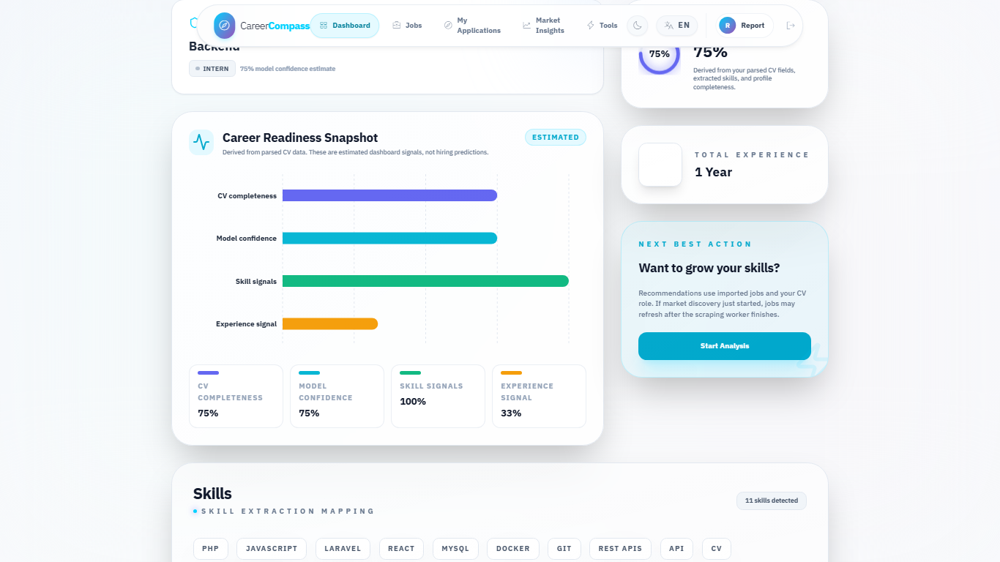 CareerCompass
Dashboard
Jobs
My
Applications
Market
Insights
Tools
EN
R
Report
Backend
INTERN
75% model confidence estimate
75%
75%
Derived from your parsed CV fields,
extracted skills, and profile
completeness.
Career Readiness Snapshot
ESTIMATED
Derived from parsed CV data. These are estimated dashboard signals, not hiring predictions.
CV completeness
Model confidence
Skill signals
Experience signal
CV
COMPLETENESS
75%
MODEL
CONFIDENCE
75%
SKILL SIGNALS
100%
EXPERIENCE
SIGNAL
33%
TOTAL EXPERIENCE
1 Year
NEXT BEST ACTION
Want to grow your skills?
Recommendations use imported jobs and your CV
role. If market discovery just started, jobs may
refresh after the scraping worker finishes.
Start Analysis
Skills
SKILL EXTRACTION MAPPING
11 skills detected
PHP
JAVASCRIPT
LARAVEL
REACT
MYSQL
DOCKER
GIT
REST APIS
API
CV